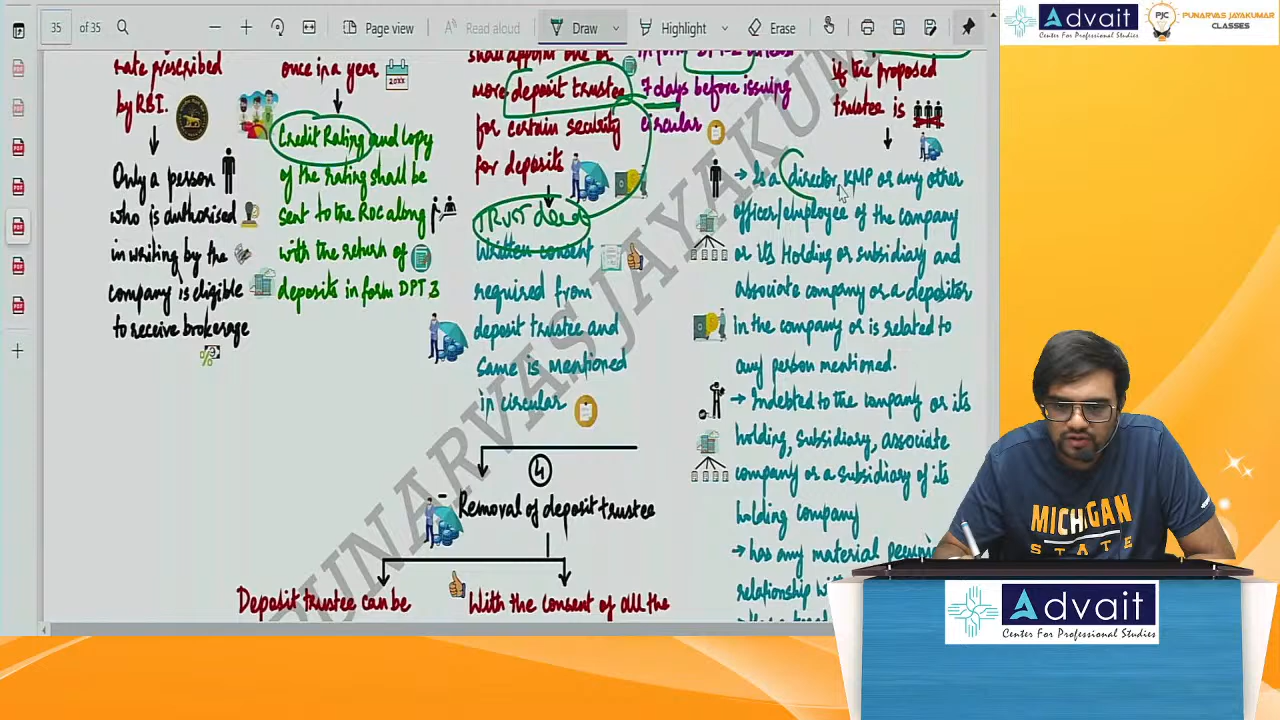 35 of 35
Page view
Read aloud
Draw
Highlight
Erase
Advait
Center For Professional Studies
PJC
PUNARVAS JAYAKUMAR
CLASSES
rate prescribed
by RBI.
Only a person
who is authorised
in writing by the
company is eligible
to receive brokerage
once in a year
Credit Rating and copy
of the rating shall be
sent to the ROC along
with the return of
deposits in form DPT 3
shall appoint one or
more deposit trustee
for certain security
for deposits
Trust deed
written consent
required from
deposit trustee and
same is mentioned
in circular
7 days before issuing
circular
if the proposed
trustee is
→ Is a director, KMP or any other
officer/employee of the company
or its Holding or subsidiary and
associate company or a depositor
in the company or is related to
any person mentioned.
→ Indebted to the company or its
holding, subsidiary, associate
company or a subsidiary of its
holding company
→ has any material
relationship
4
Removal of deposit trustee
Deposit trustee can be
With the consent of all the
PUNARVAS JAYAKUM
MICHIGAN
STATE
Advait
Center For Professional Studies